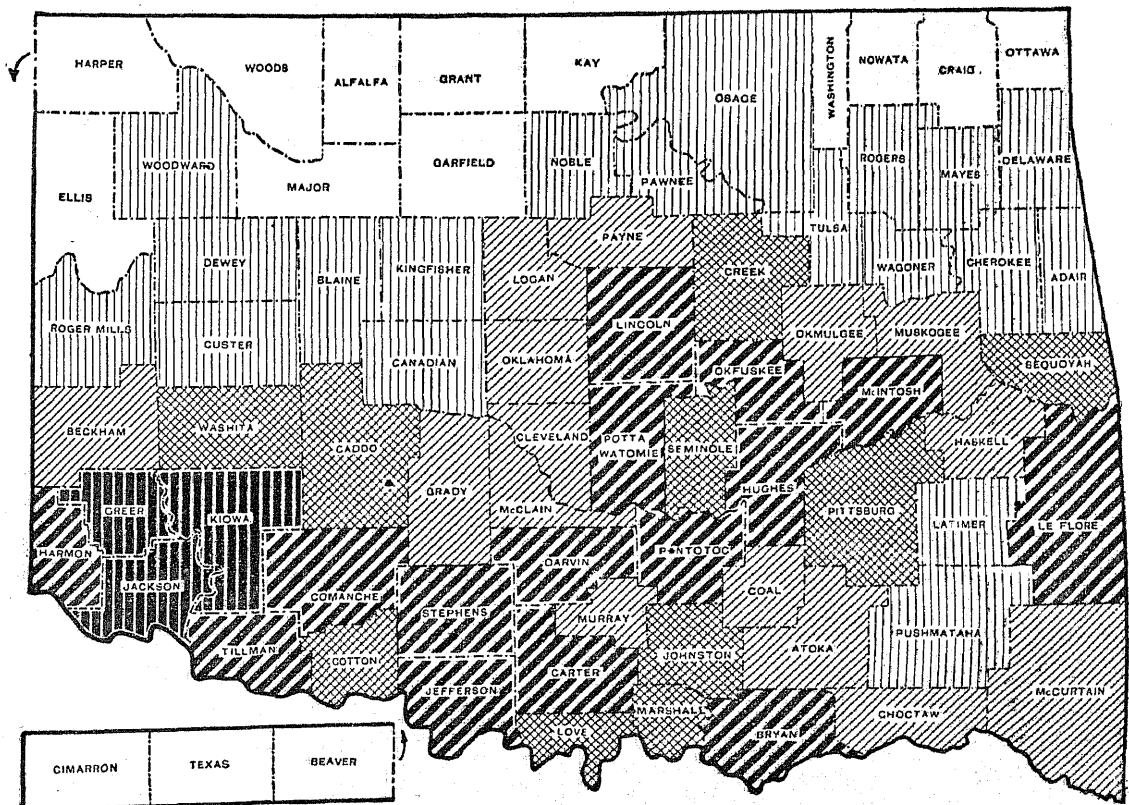 HARPER
WOODS
ALFALFA
GRANT
KAY
OSAGE
WASHINGTON
NOWATA
CRAIG
OTTAWA
WOODWARD
ELLIS
MAJOR
GARFIELD
NOBLE
PAWNEE
ROGERS
MAYES
DELAWARE
DEWEY
BLAINE
KINGFISHER
LOGAN
PAYNE
CREEK
TULSA
WAGONER
CHEROKEE
ADAIR
ROGER MILLS
CUSTER
CANADIAN
OKLAHOMA
LINCOLN
OKFUSKEE
OKMULGEE
MUSKOGEE
MCINTOSH
SEQUOYAH
BECKHAM
WASHITA
CADDO
GRADY
CLEVELAND
POTTA
WATOMIE
SEMINOLE
HUGHES
PITTSBURG
HASKELL
LE FLORE
GREER
KIOWA
HARMON
JACKSON
COMANCHE
MCCLAIN
GARVIN
PONTOTOC
COAL
LATIMER
TILLMAN
COTTON
STEPHENS
JEFFERSON
MURRAY
CARTER
JOHNSTON
ATOKA
PUSHMATAHA
MCCURTAIN
LOVE
MARSHALL
BRYAN
CHOCTAW
CIMARRON
TEXAS
BEAVER